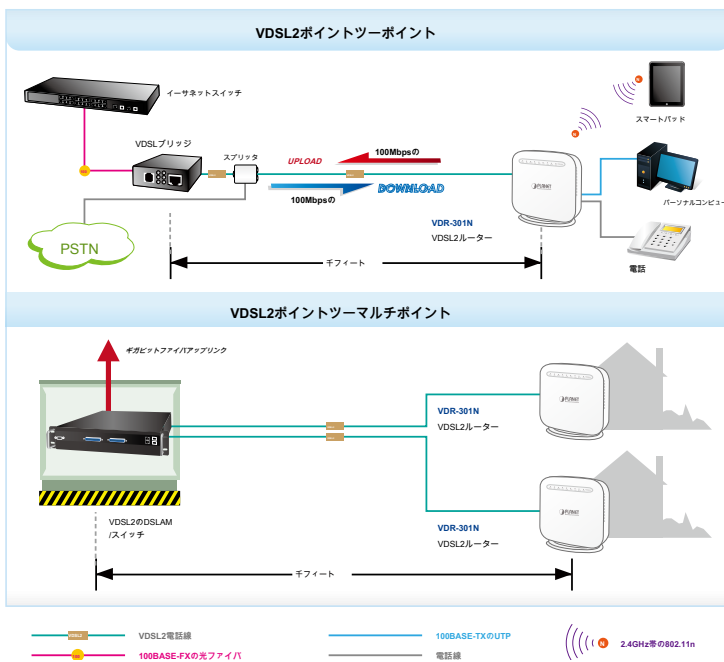 VDSL2ポイントツーポイント
イーサネットスイッチ
スマートパッド
VDSLブリッジ
スプリッタ
UPLOAD
100Mbpsの
100Mbpsの
DOWNLOAD
PLANET
パーソナルコンピュー
PSTN
VDR-301N
VDSL2ルーター
電話
千フィート
VDSL2ポイントツーマルチポイント
ギガビットファイバアップリンク
PLANET
VDR-301N
VDSL2ルーター
PLANET
VDSL2のDSLAM
/スイッチ
VDR-301N
VDSL2ルーター
千フィート
VDSL2
VDSL2電話線
100BASE-TXのUTP
N
2.4GHz帯の802.11n
100BASE-FXの光ファイバ
電話線